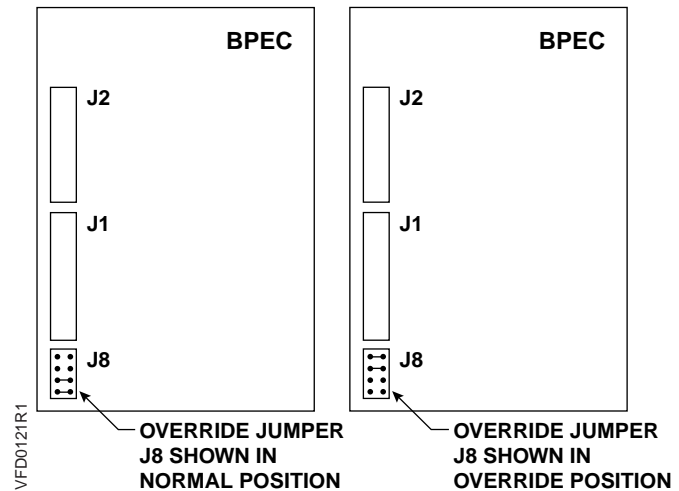 BPEC
J2
J1
J8
OVERRIDE JUMPER
J8 SHOWN IN
NORMAL POSITION
BPEC
J2
J1
J8
OVERRIDE JUMPER
J8 SHOWN IN
OVERRIDE POSITION
VFD0121R1